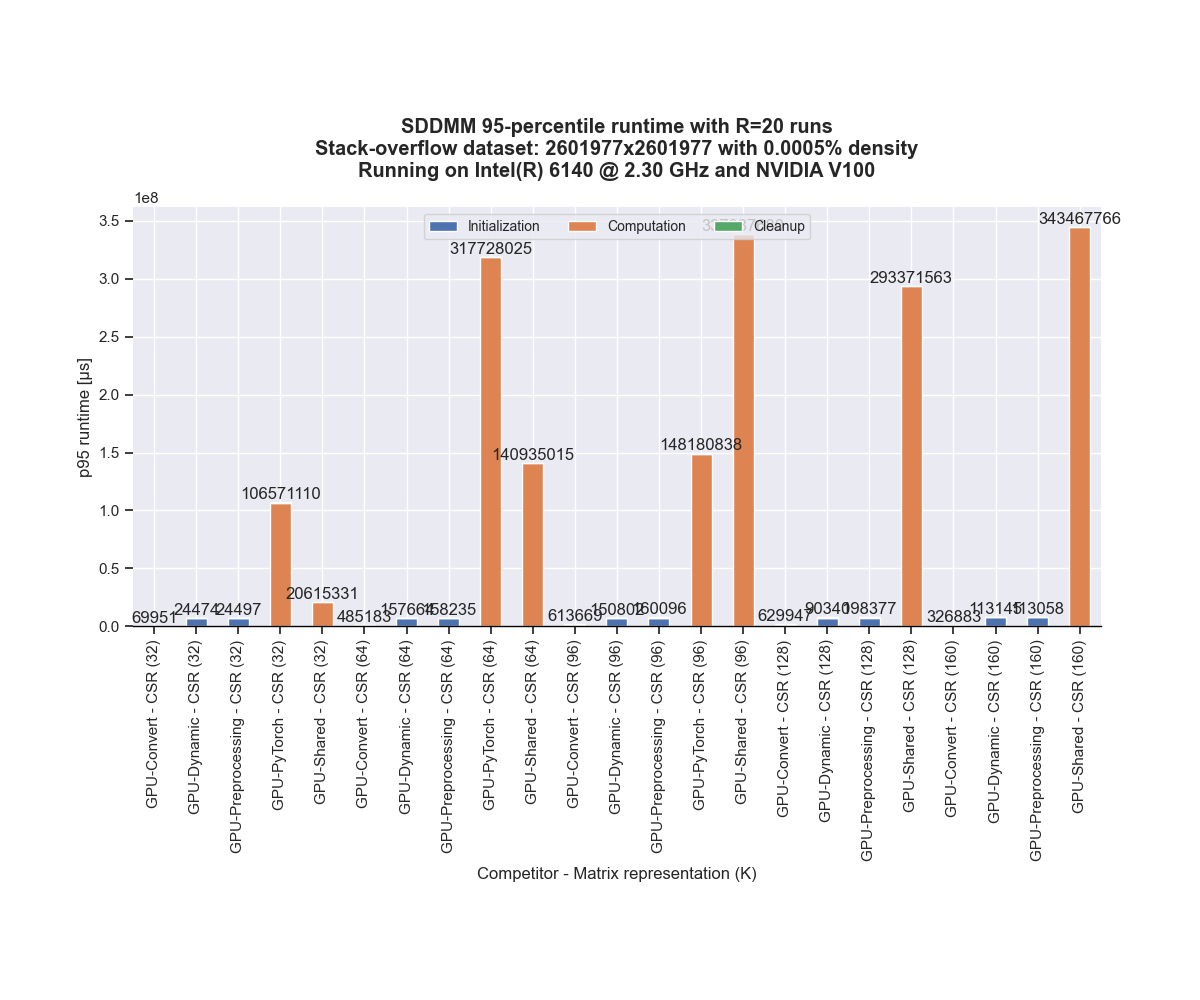 SDDMM 95-percentile runtime with R=20 runs
Stack-overflow dataset: 2601977x2601977 with 0.0005% density
Running on Intel(R) 6140 @ 2.30 GHz and NVIDIA V100
1e8
Initialization
Computation
Cleanup
p95 runtime [µs]
3.5
3.0
2.5
2.0
1.5
1.0
0.5
0.0
69951
24474
24497
106571110
20615331
485183
157664
158235
317728025
140935015
613669
150802
160096
148180838
629947
90340
198377
293371563
326883
113145
113058
343467766
GPU-Convert - CSR (32)
GPU-Dynamic - CSR (32)
GPU-Preprocessing - CSR (32)
GPU-PyTorch - CSR (32)
GPU-Shared - CSR (32)
GPU-Convert - CSR (64)
GPU-Dynamic - CSR (64)
GPU-Preprocessing - CSR (64)
GPU-PyTorch - CSR (64)
GPU-Shared - CSR (64)
GPU-Convert - CSR (96)
GPU-Dynamic - CSR (96)
GPU-Preprocessing - CSR (96)
GPU-PyTorch - CSR (96)
GPU-Shared - CSR (96)
GPU-Convert - CSR (128)
GPU-Dynamic - CSR (128)
GPU-Preprocessing - CSR (128)
GPU-Shared - CSR (128)
GPU-Convert - CSR (160)
GPU-Dynamic - CSR (160)
GPU-Preprocessing - CSR (160)
GPU-Shared - CSR (160)
Competitor - Matrix representation (K)